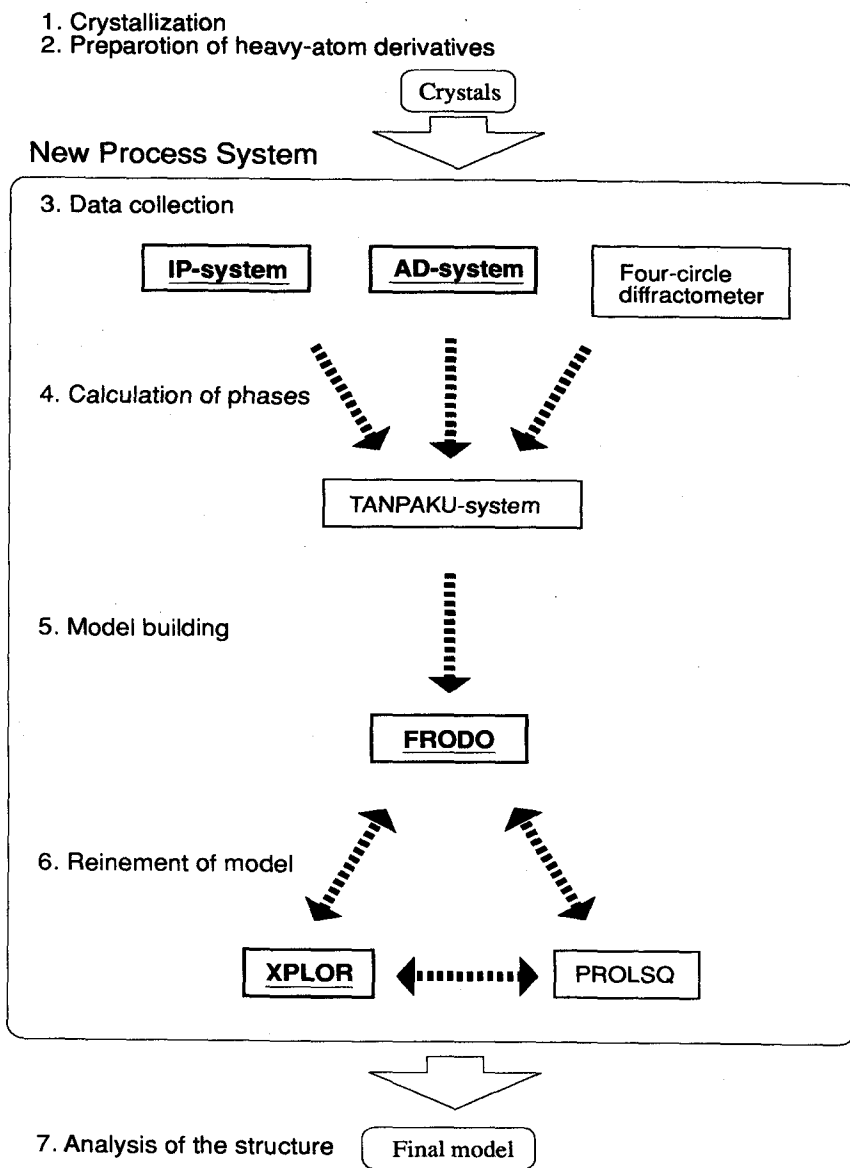 1. Crystallization
2. Preparotion of heavy-atom derivatives
Crystals
New Process System
3. Data collection
IP-system
AD-system
Four-circle
diffractometer
4. Calculation of phases
TANPAKU-system
5. Model building
FRODO
6. Reinement of model
XPLOR
PROLSQ
7. Analysis of the structure
Final model